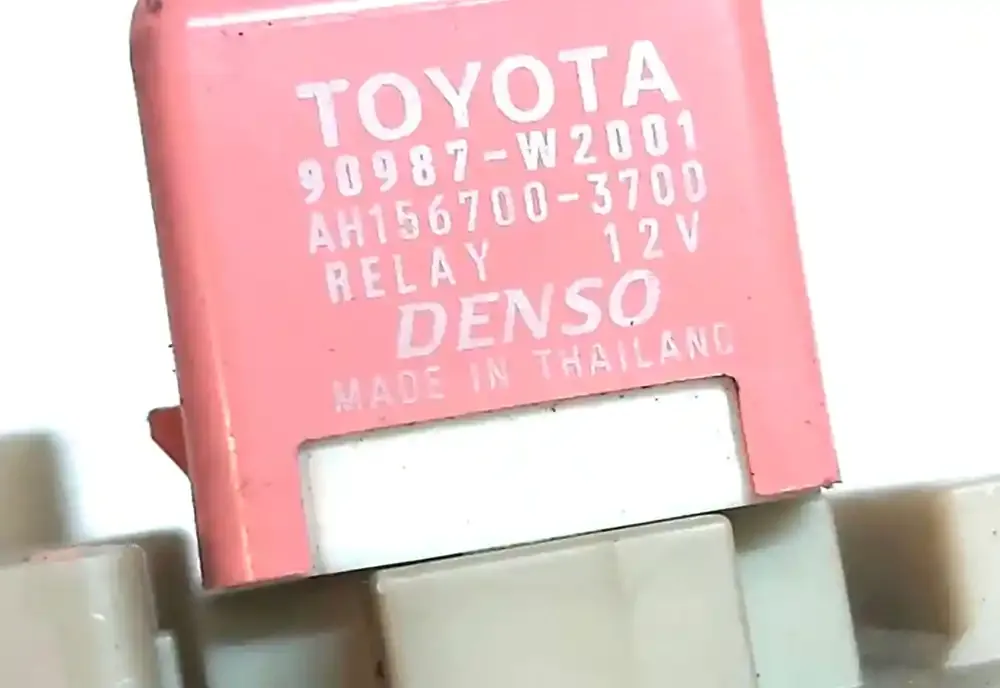 TOYOTA
90987-W2001
AH156700-3700
RELAY 12V
DENSO
MADE IN THAILAND